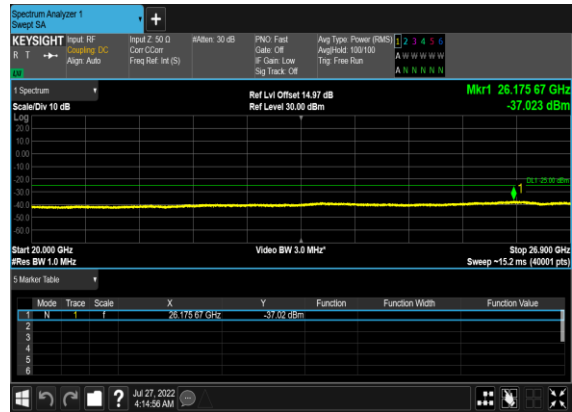 Spectrum Analyzer 1
Swept SA
KEYSIGHT
R T
Input: RF
Coupling: DC
Align: Auto
Input Z: 50 Ω
Corr CCorr
Freq Ref: Int (S)
#Atten: 30 dB
PNO: Fast
Gate: Off
IF Gain: Low
Sig Track: Off
Avg Type: Power (RMS)
Avg|Hold: 100/100
Trig: Free Run
1 2 3 4 5 6
A W W W W W
A N N N N N
1 Spectrum
Scale/Div 10 dB
Ref Lvl Offset 14.97 dB
Ref Level 30.00 dBm
Mkr1 26.175 67 GHz
-37.023 dBm
Log
20.0
10.0
0.00
-10.0
-20.0
-30.0
-40.0
-50.0
-60.0
DL1 -25.00 dBm
1
Start 20.000 GHz
#Res BW 1.0 MHz
Video BW 3.0 MHz*
Stop 26.900 GHz
Sweep ~15.2 ms (40001 pts)
5 Marker Table
Mode Trace Scale X Y Function Function Width Function Value
1 N 1 f 26.175 67 GHz -37.02 dBm
2
3
4
5
6
Jul 27, 2022
4:14:56 AM